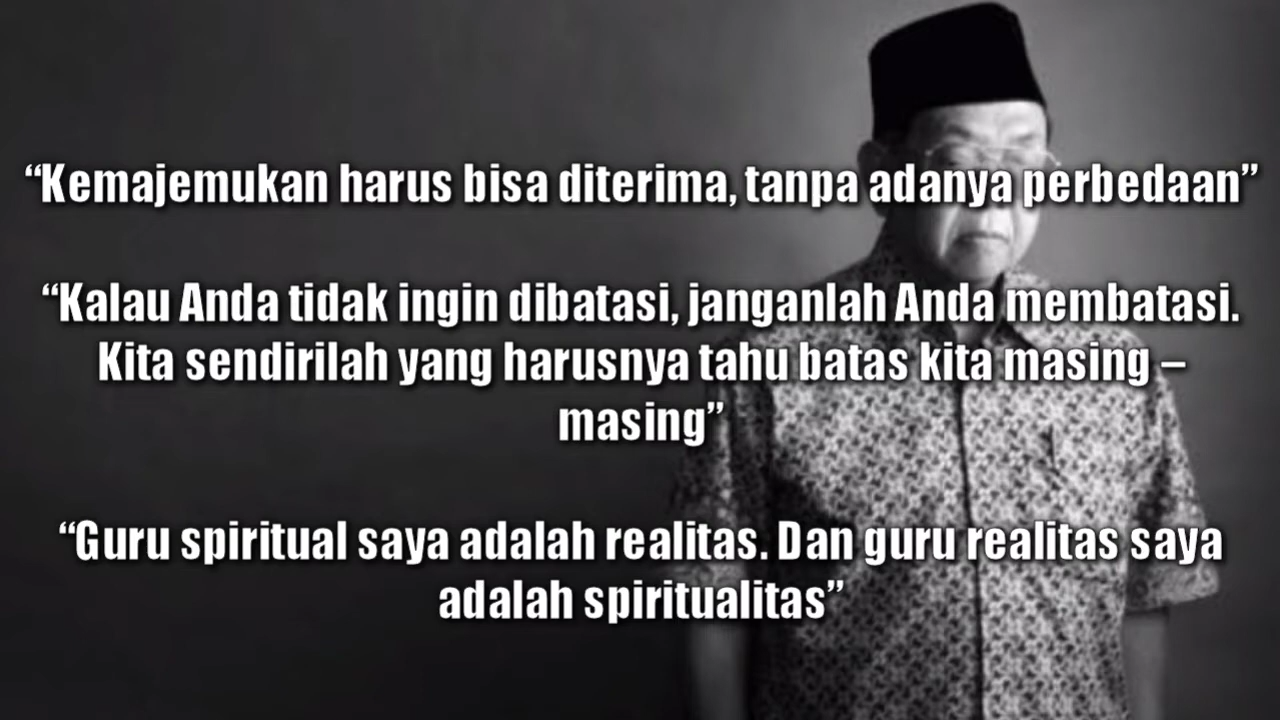 “Kemajemukan harus bisa diterima, tanpa adanya perbedaan”
“Kalau Anda tidak ingin dibatasi, janganlah Anda membatasi.
Kita sendirilah yang harusnya tahu batas kita masing –
masing”
“Guru spiritual saya adalah realitas. Dan guru realitas saya
adalah spiritualitas”